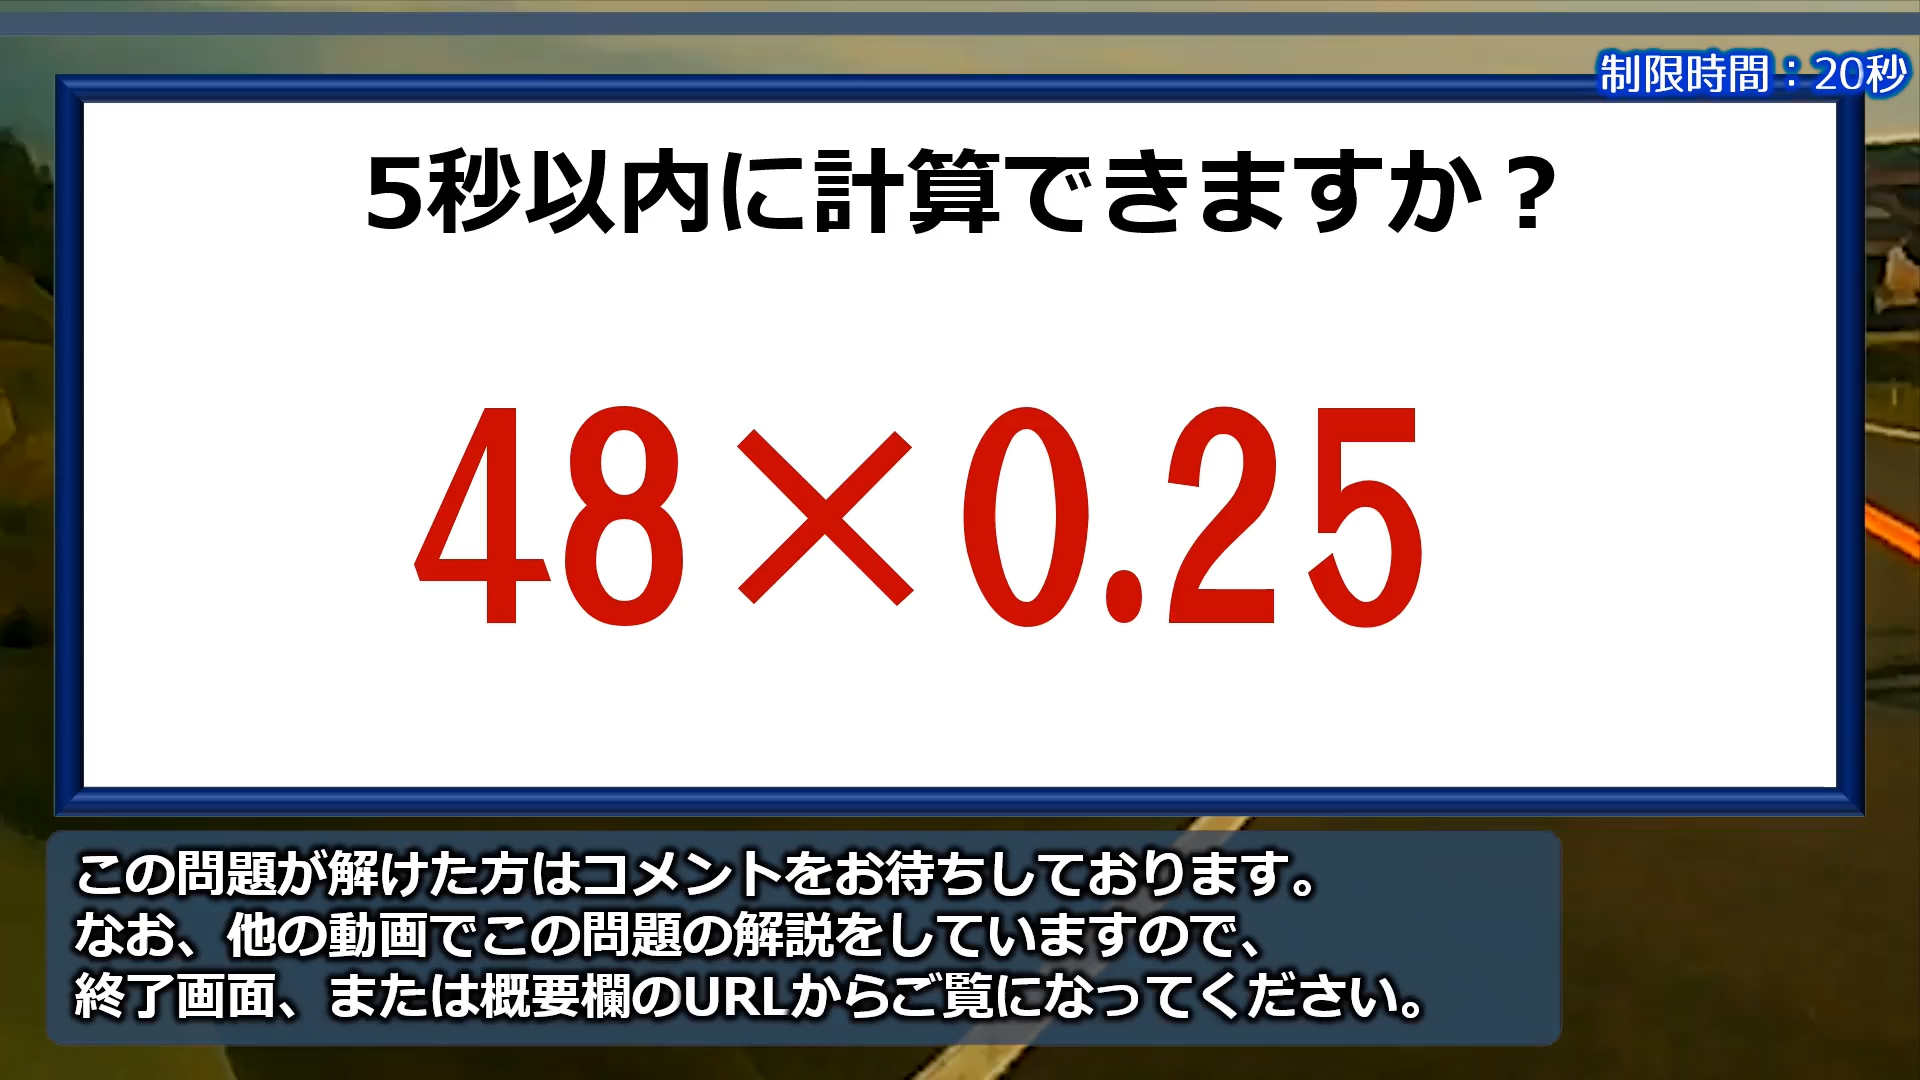 制限時間：20秒
5秒以内に計算できますか？
48×0.25
この問題が解けた方はコメントをお待ちしております。
なお、他の動画でこの問題の解説をしていますので、
終了画面、または概要欄のURLからご覧になってください。